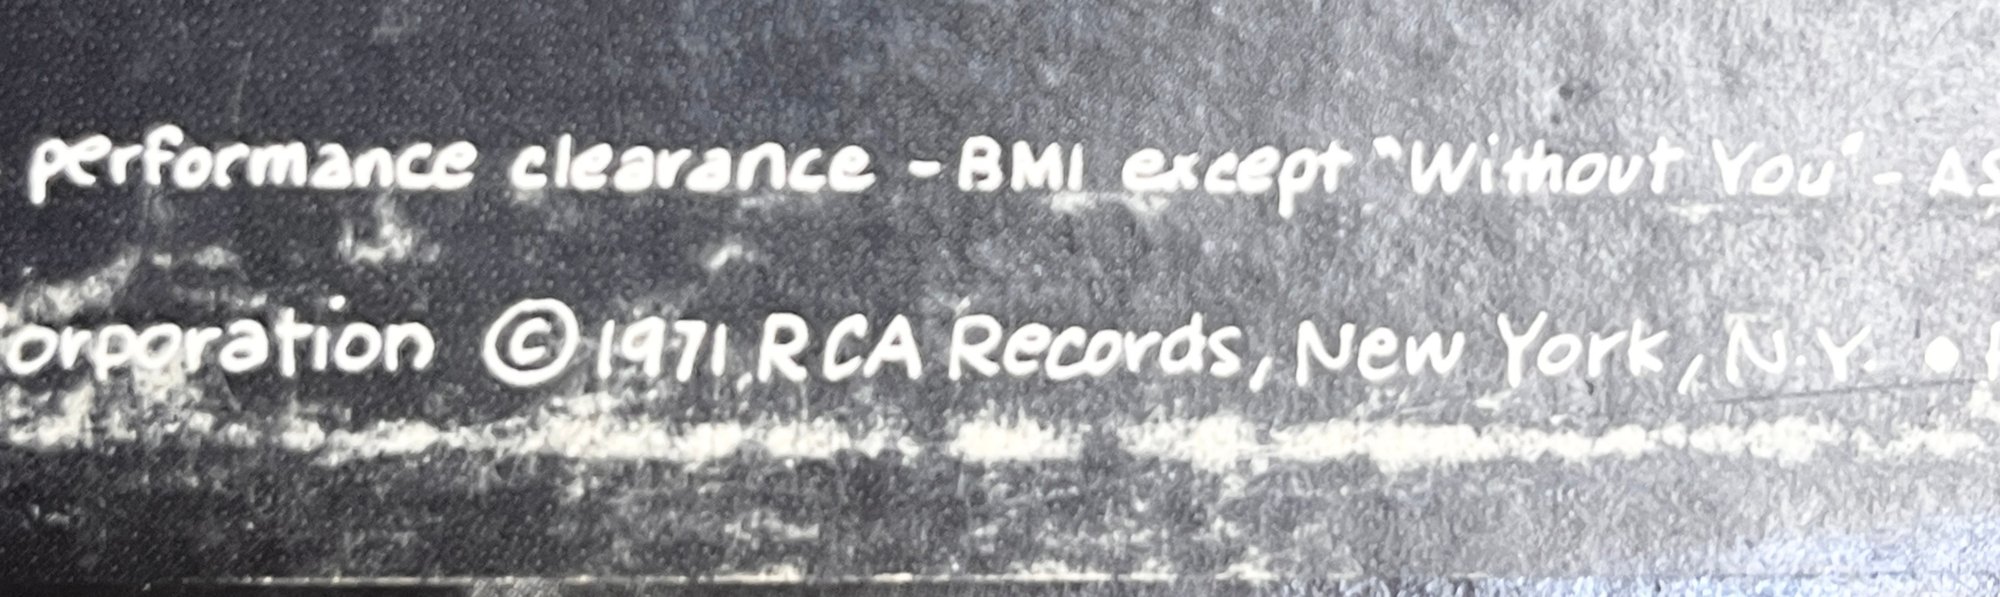 performance clearance - BMI except "Without You" - AS
orporation © 1971, RCA Records, New York, N.Y. •